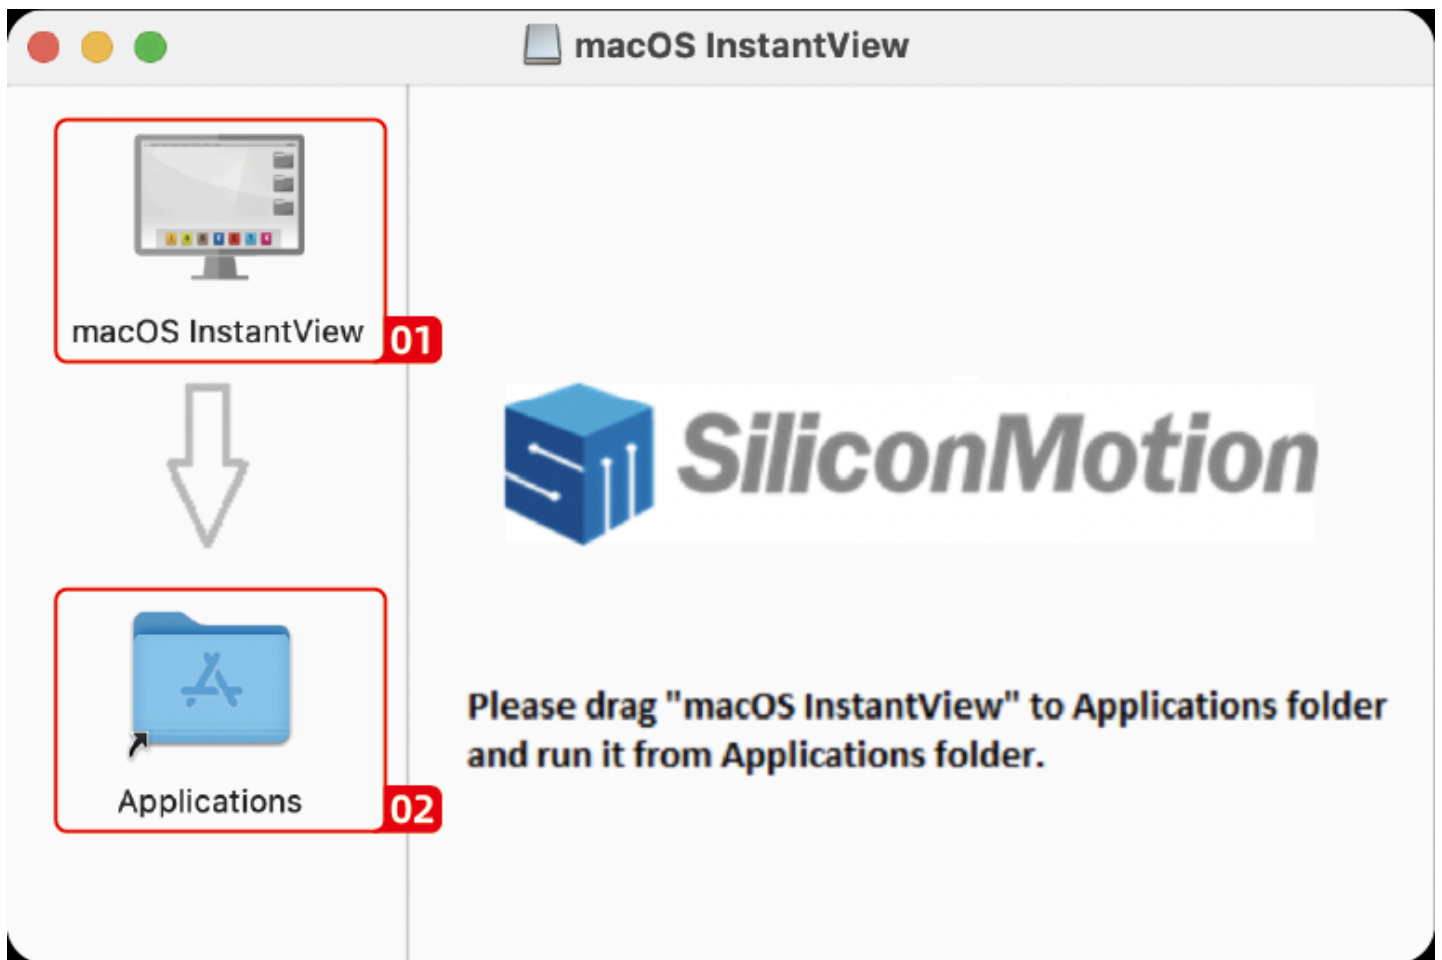 macOS InstantView
macOS InstantView
01
SiliconMotion
Please drag "macOS InstantView" to Applications folder
and run it from Applications folder.
Applications
02